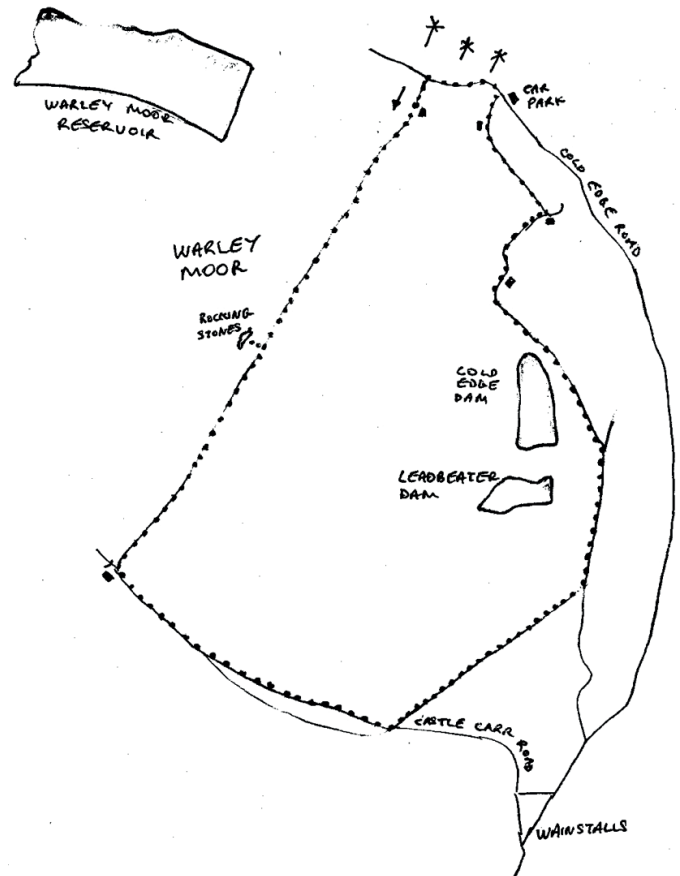 WARLEY MOOR
RESERVOIR
CAR
PARK
COLD EDGE ROAD
WARLEY
MOOR
ROCKING
STONES
COLD
EDGE
DAM
LEADBEATER
DAM
CASTLE CARR ROAD
WAINSTALLS